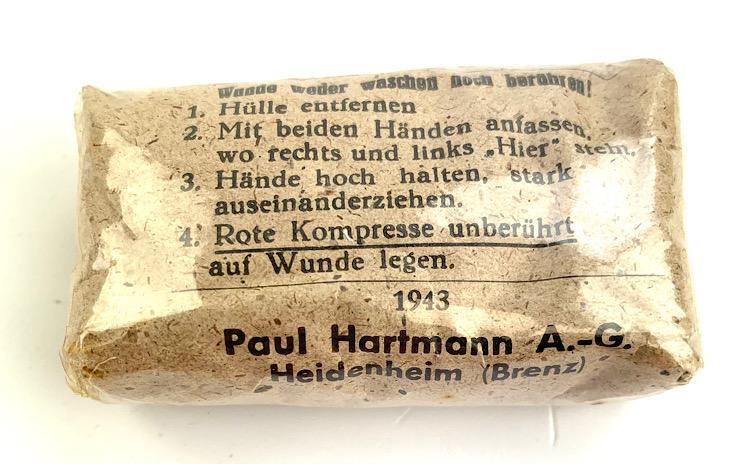 Wunde weder waschen noch berühren!
1. Hülle entfernen
2. Mit beiden Händen anfassen,
wo rechts und links „Hier“ steht.
3. Hände hoch halten, stark
auseinanderziehen.
4. Rote Kompresse unberührt
auf Wunde legen.
1943
Paul Hartmann A.-G.
Heidenheim (Brenz)